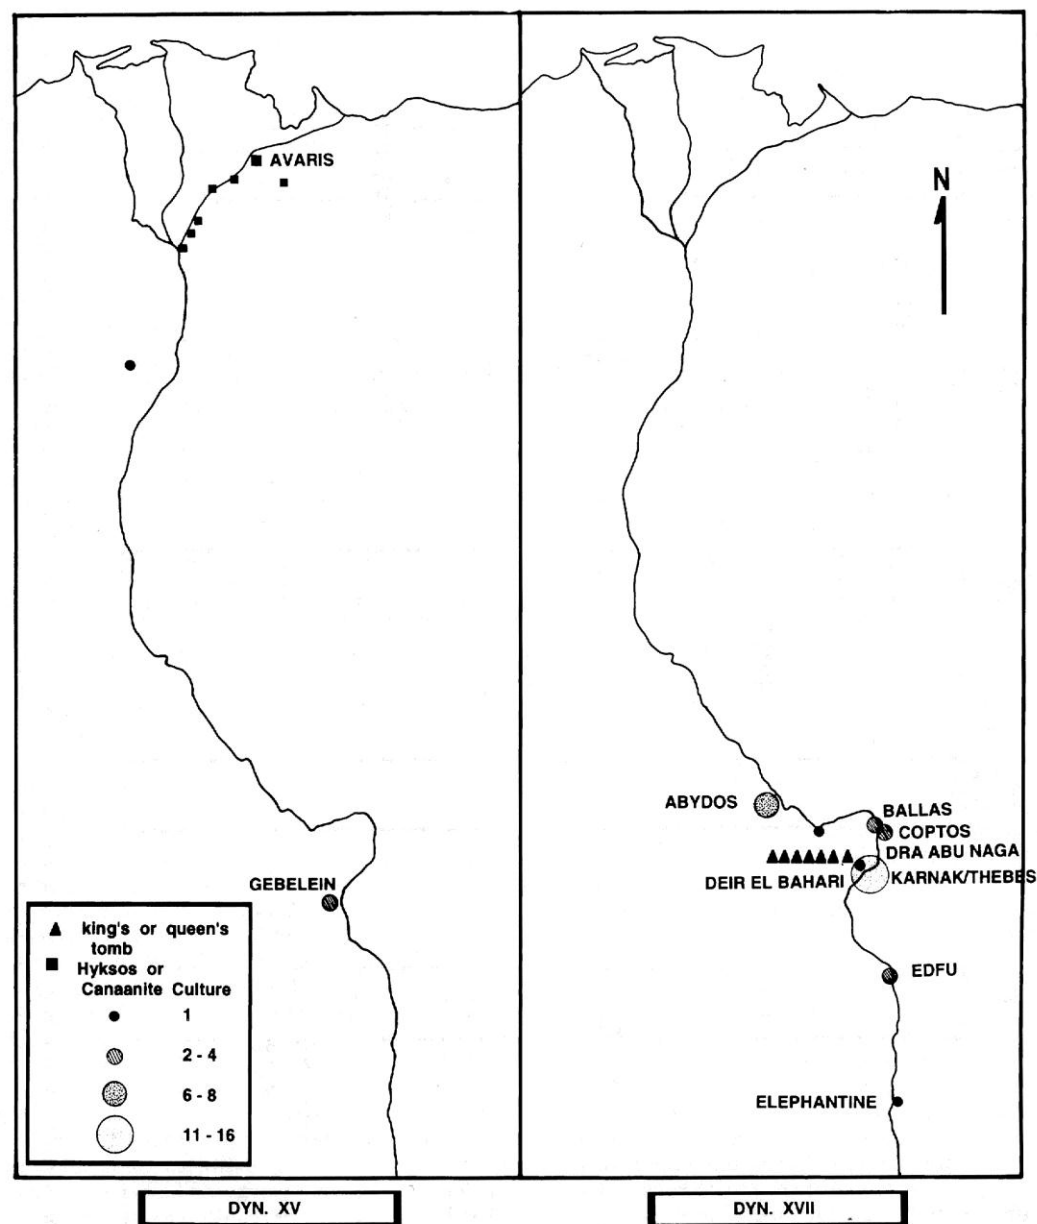 AVARIS
GEBELEIN
king's or queen's
tomb
Hyksos or
Canaanite Culture
1
2 - 4
6 - 8
11 - 16
DYN. XV
N
ABYDOS
BALLAS
COPTOS
DRA ABU NAGA
DEIR EL BAHARI
KARNAK/THEBES
EDFU
ELEPHANTINE
DYN. XVII